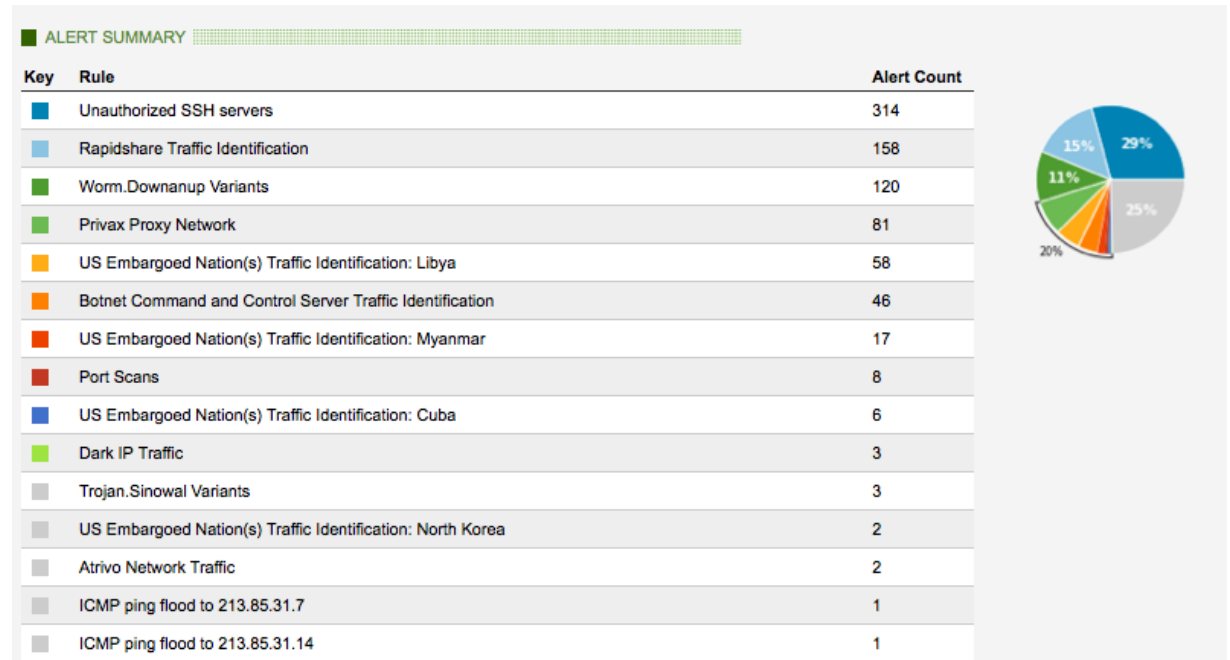 ALERT SUMMARY
Key Rule Alert Count
Unauthorized SSH servers 314
Rapidshare Traffic Identification 158
Worm.Downanup Variants 120
Privax Proxy Network 81
US Embargoed Nation(s) Traffic Identification: Libya 58
Botnet Command and Control Server Traffic Identification 46
US Embargoed Nation(s) Traffic Identification: Myanmar 17
Port Scans 8
US Embargoed Nation(s) Traffic Identification: Cuba 6
Dark IP Traffic 3
Trojan.Sinowal Variants 3
US Embargoed Nation(s) Traffic Identification: North Korea 2
Atrivo Network Traffic 2
ICMP ping flood to 213.85.31.7 1
ICMP ping flood to 213.85.31.14 1
15% 29%
11%
25%
20%